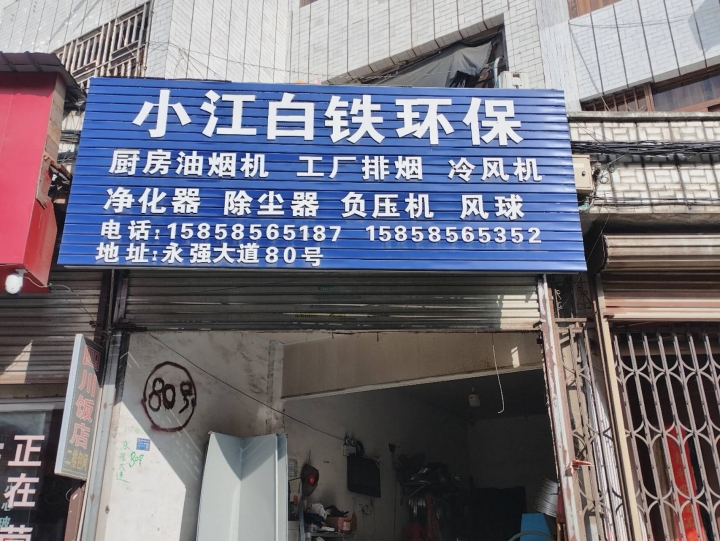 小江白铁环保
厨房油烟机 工厂排烟 冷风机
净化器 除尘器 负压机 风球
电话:15858565187 15858565352
地址:永强大道80号
80号
川饭店
正在